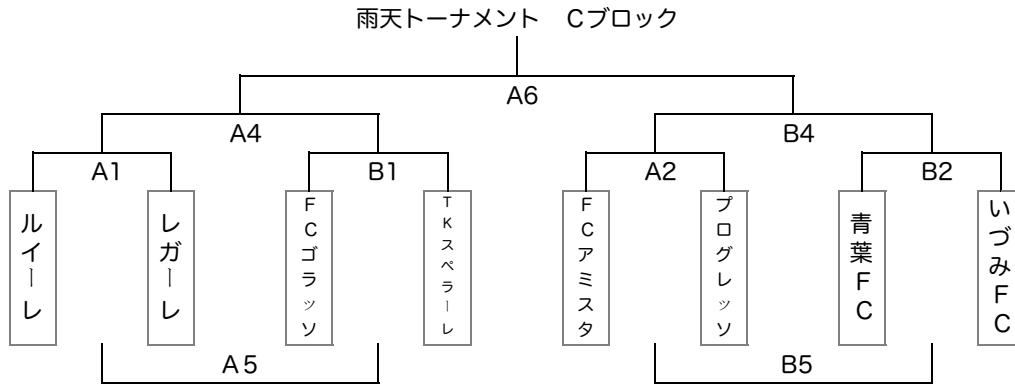 雨天トーナメント　Cブロック
A6
A4
B4
A1
B1
A2
B2
ルイーレ
レガーレ
FCゴラッソ
TKスペラーレ
FCアミスタ
プログレッソ
青葉FC
いづみFC
A5
B5